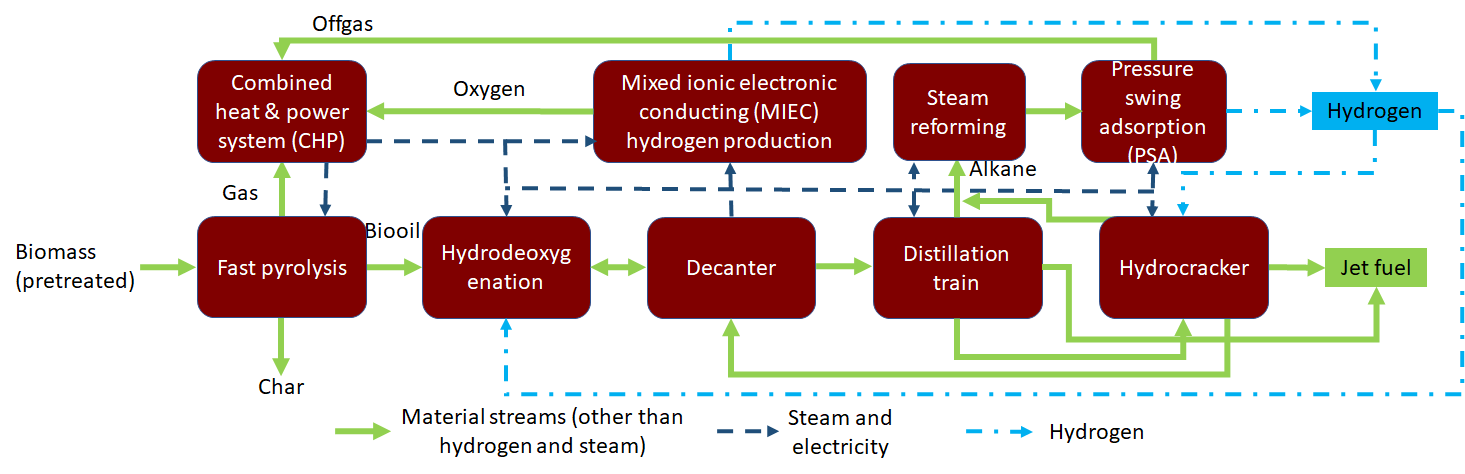 Offgas
Combined
heat & power
system (CHP)
Oxygen
Mixed ionic electronic
conducting (MIEC)
hydrogen production
Steam
reforming
Pressure
swing
adsorption
(PSA)
Hydrogen
Gas
Alkane
Biooil
Biomass
(pretreated)
Fast pyrolysis
Hydrodeoxyg
enation
Decanter
Distillation
train
Hydrocracker
Jet fuel
Char
Material streams (other than
hydrogen and steam)
Steam and
electricity
Hydrogen